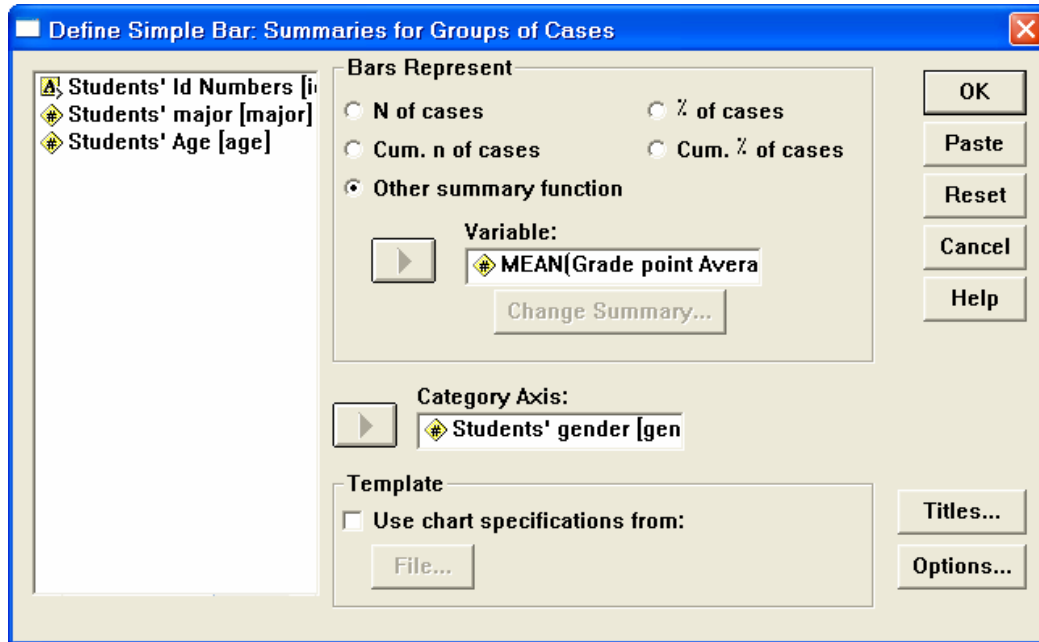 Define Simple Bar: Summaries for Groups of Cases
Students' Id Numbers [i
Students' major [major]
Students' Age [age]
Bars Represent
N of cases
% of cases
Cum. n of cases
Cum. % of cases
Other summary function
Variable:
MEAN(Grade point Avera
Change Summary...
Category Axis:
Students' gender [gen
Template
Use chart specifications from:
File...
OK
Paste
Reset
Cancel
Help
Titles...
Options...